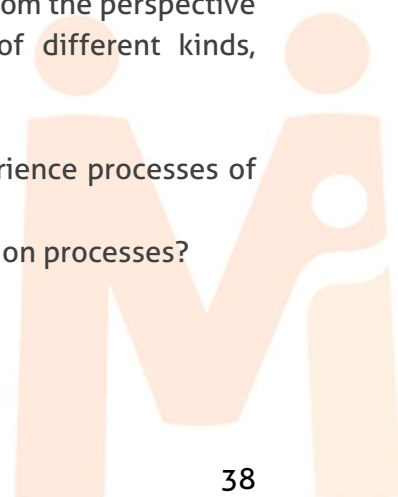 om the perspective
of different kinds,
rience processes of
on processes?
38